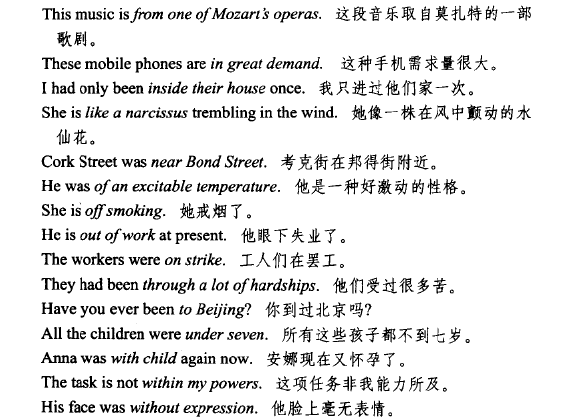 This music is from one of Mozart's operas. 这段音乐取自莫扎特的一部
歌剧。
These mobile phones are in great demand. 这种手机需求量很大。
I had only been inside their house once. 我只进过他们家一次。
She is like a narcissus trembling in the wind. 她像一株在风中颤动的水
仙花。
Cork Street was near Bond Street. 考克街在邦得街附近。
He was of an excitable temperature. 他是一种好激动的性格。
She is off smoking. 她戒烟了。
He is out of work at present. 他眼下失业了。
The workers were on strike. 工人们在罢工。
They had been through a lot of hardships. 他们受过很多苦。
Have you ever been to Beijing? 你到过北京吗?
All the children were under seven. 所有这些孩子都不到七岁。
Anna was with child again now. 安娜现在又怀孕了。
The task is not within my powers. 这项任务非我能力所及。
His face was without expression. 他脸上毫无表情。